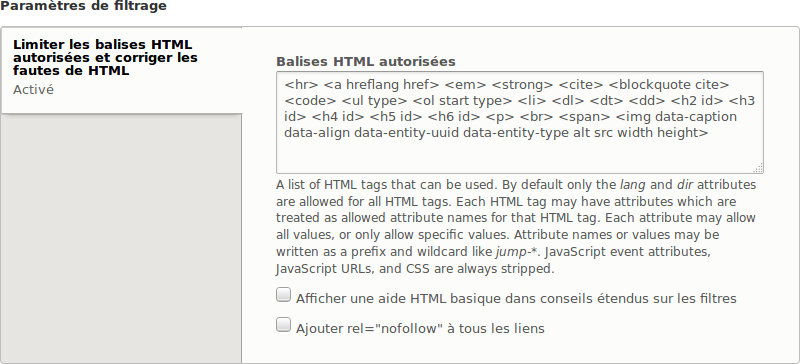 Paramètres de filtrage
Limiter les balises HTML
autorisées et corriger les
fautes de HTML
Activé
Balises HTML autorisées
<hr> <a hreflang href> <em> <strong> <cite> <blockquote cite>
<code> <ul type> <ol start type> <li> <dl> <dt> <dd> <h2 id> <h3
id> <h4 id> <h5 id> <h6 id> <p> <br> <span> <img data-caption
data-align data-entity-uuid data-entity-type alt src width height>
A list of HTML tags that can be used. By default only the lang and dir attributes
are allowed for all HTML tags. Each HTML tag may have attributes which are
treated as allowed attribute names for that HTML tag. Each attribute may allow
all values, or only allow specific values. Attribute names or values may be
written as a prefix and wildcard like jump-*. JavaScript event attributes,
JavaScript URLs, and CSS are always stripped.
Afficher une aide HTML basique dans conseils étendus sur les filtres
Ajouter rel="nofollow" à tous les liens